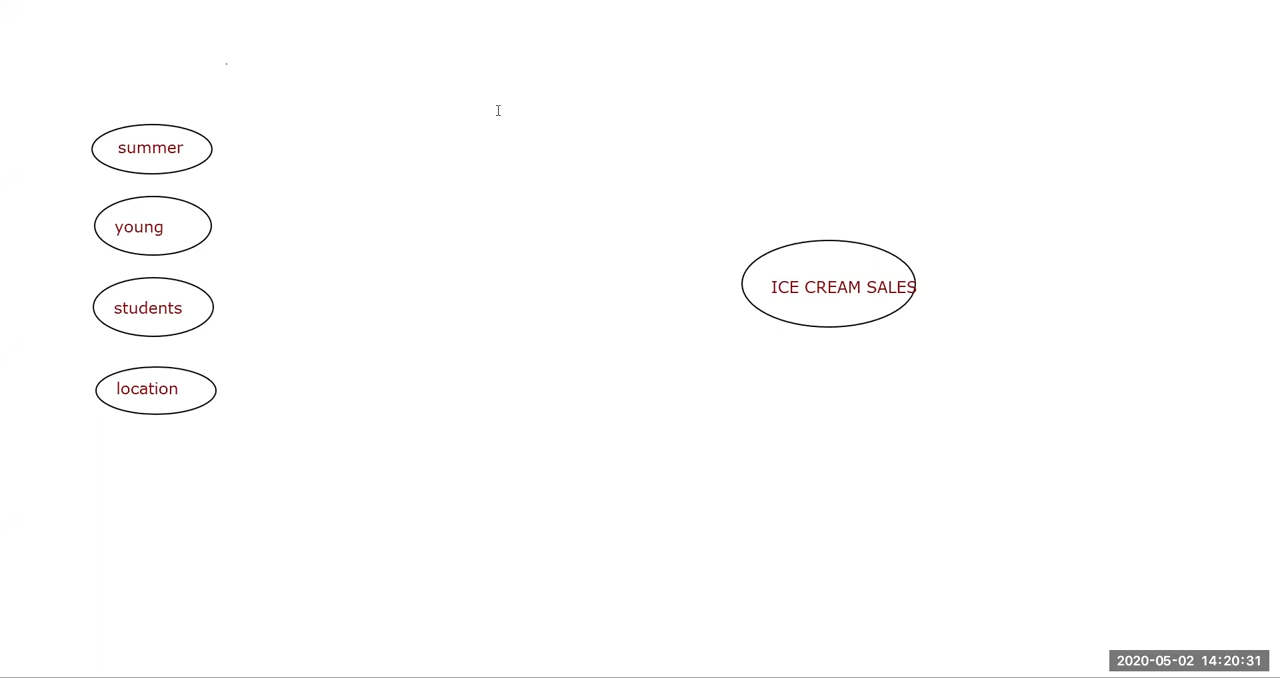 summer
young
students
location
ICE CREAM SALES
2020-05-02 14:20:31